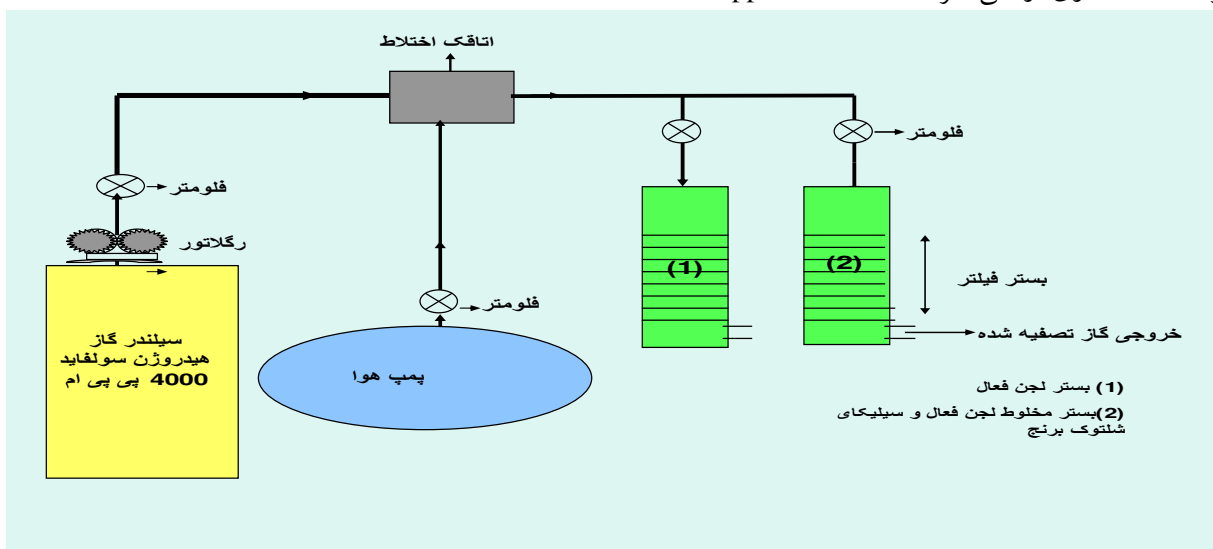 اتاقک اختلاط
فلومتر
فلومتر
رگلاتور
(1)
(2)
بستر فیلتر
فلومتر
خروجی گاز تصفیه شده
سیلندر گاز
هیدروژن سولفاید
4000 پی پی ام
پمپ هوا
(1) بستر لجن فعال
(2)بستر مخلوط لجن فعال و سیلیکای
شلتوک برنج